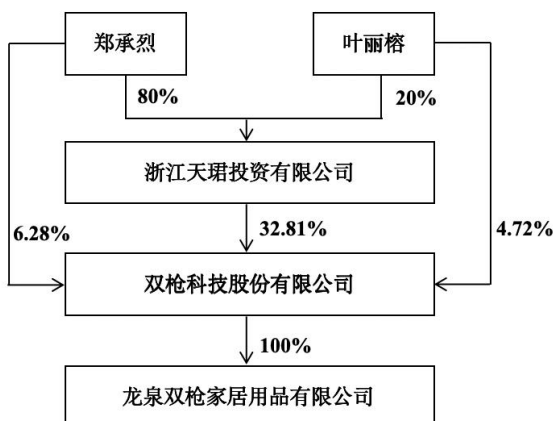 郑承烈
叶丽榕
80%
20%
浙江天珺投资有限公司
6.28%
32.81%
4.72%
双枪科技股份有限公司
100%
龙泉双枪家居用品有限公司